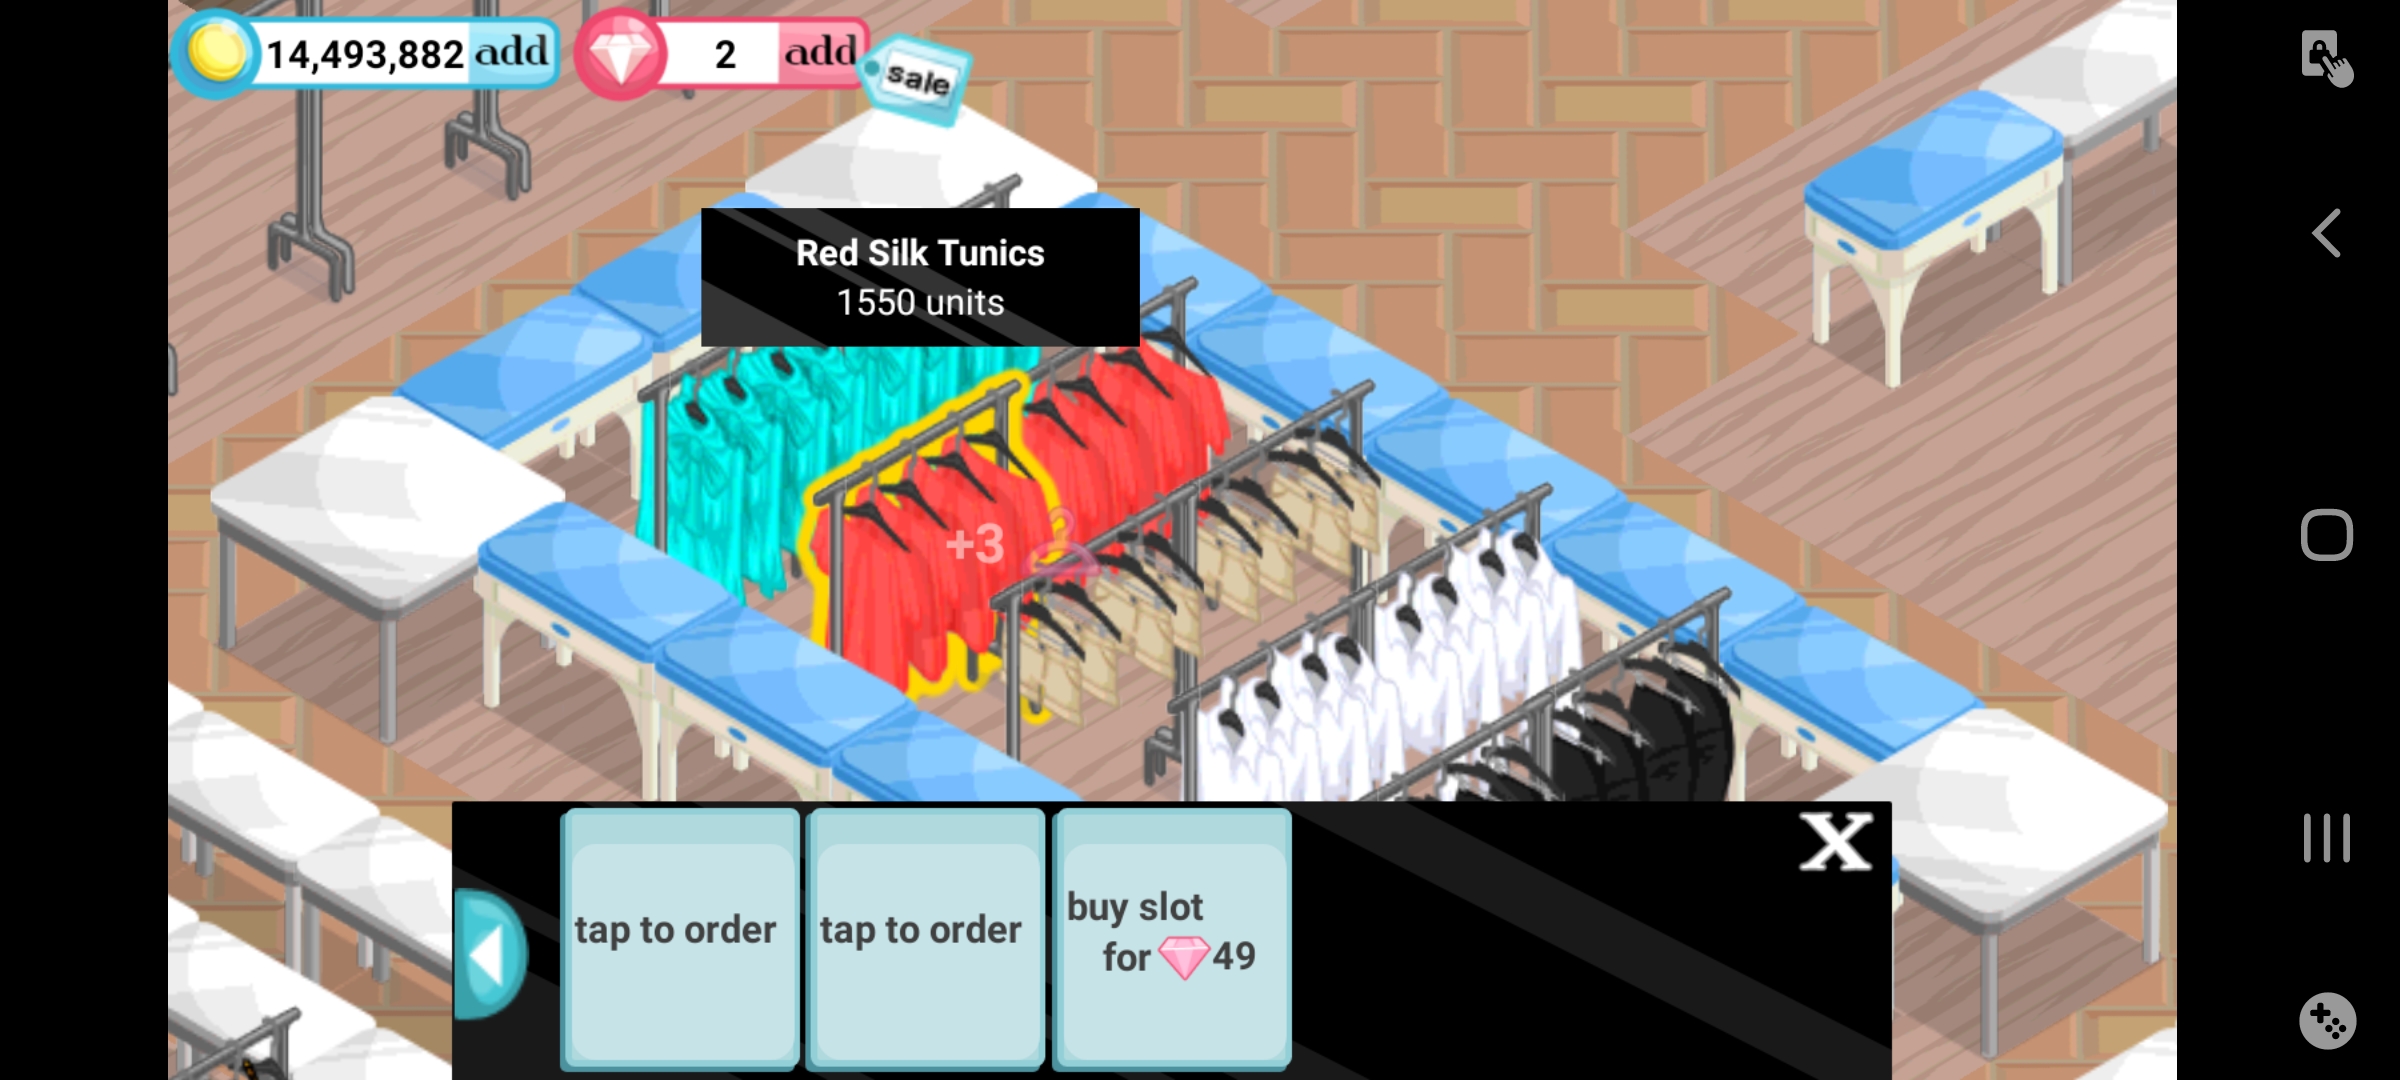 14,493,882 add
2 add
sale
Red Silk Tunics
1550 units
+3
tap to order
tap to order
buy slot
for 49
X